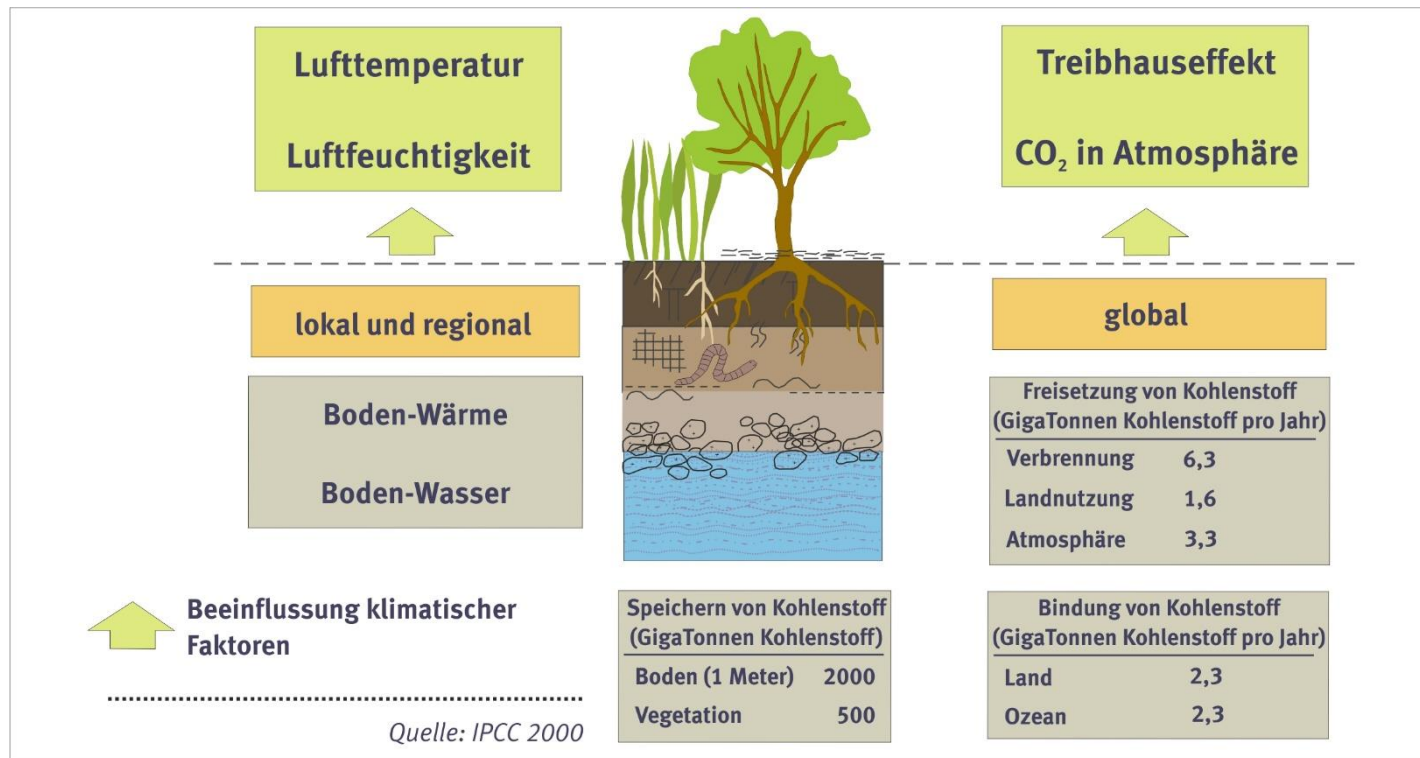 Lufttemperatur
Luftfeuchtigkeit
Treibhauseffekt
CO₂ in Atmosphäre
lokal und regional
global
Boden-Wärme
Boden-Wasser
Freisetzung von Kohlenstoff
(GigaTonnen Kohlenstoff pro Jahr)
Verbrennung 6,3
Landnutzung 1,6
Atmosphäre 3,3
Beeinflussung klimatischer
Faktoren
Quelle: IPCC 2000
Speichern von Kohlenstoff
(GigaTonnen Kohlenstoff)
Boden (1 Meter) 2000
Vegetation 500
Bindung von Kohlenstoff
(GigaTonnen Kohlenstoff pro Jahr)
Land 2,3
Ozean 2,3